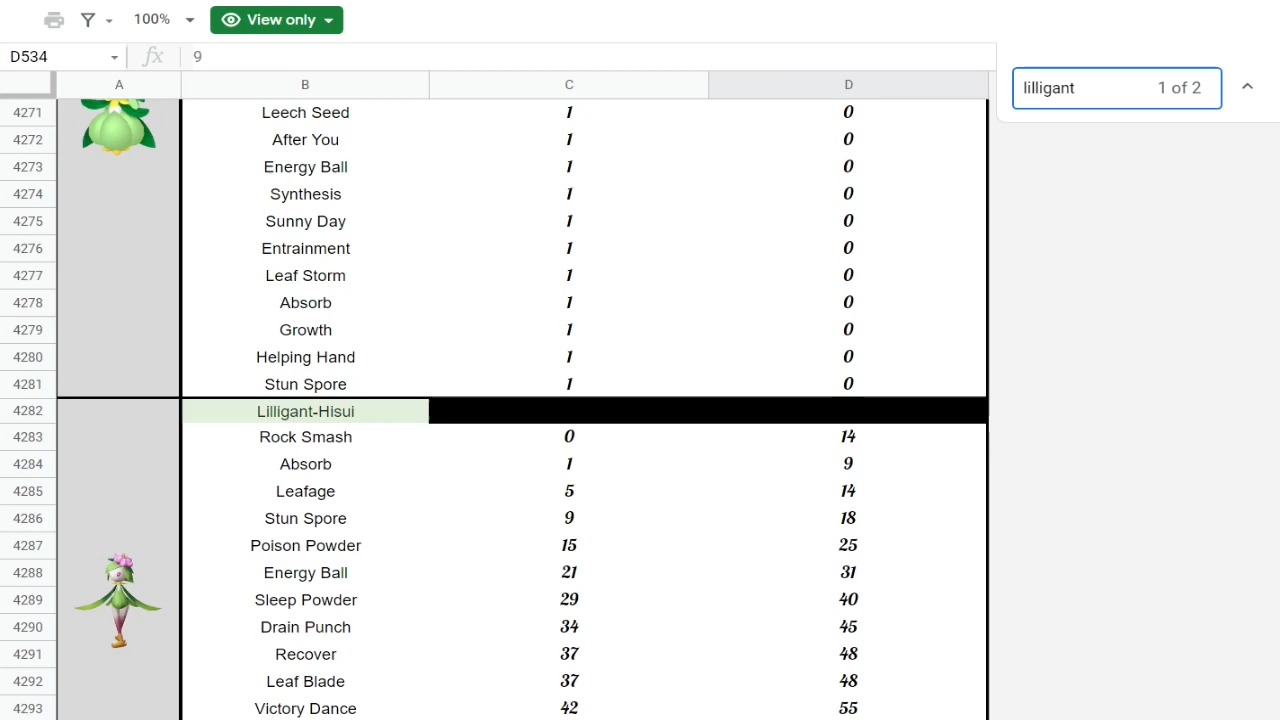 100% View only
D534 fx 9
lilligant 1 of 2
A B C D
4271 Leech Seed 1 0
4272 After You 1 0
4273 Energy Ball 1 0
4274 Synthesis 1 0
4275 Sunny Day 1 0
4276 Entrainment 1 0
4277 Leaf Storm 1 0
4278 Absorb 1 0
4279 Growth 1 0
4280 Helping Hand 1 0
4281 Stun Spore 1 0
4282 Lilligant-Hisui
4283 Rock Smash 0 14
4284 Absorb 1 9
4285 Leafage 5 14
4286 Stun Spore 9 18
4287 Poison Powder 15 25
4288 Energy Ball 21 31
4289 Sleep Powder 29 40
4290 Drain Punch 34 45
4291 Recover 37 48
4292 Leaf Blade 37 48
4293 Victory Dance 42 55